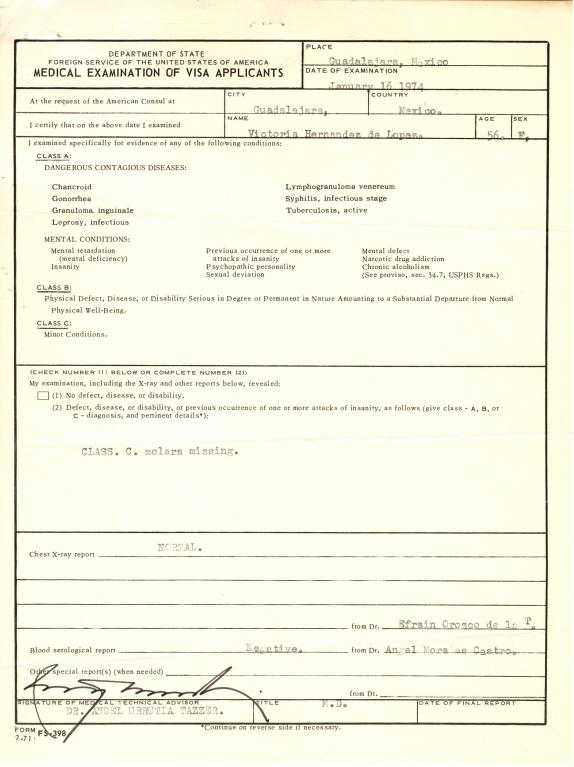 DEPARTMENT OF STATE
FOREIGN SERVICE OF THE UNITED STATES OF AMERICA
MEDICAL EXAMINATION OF VISA APPLICANTS
PLACE
Guadalajara, Mexico
DATE OF EXAMINATION
January 16 1974
At the request of the American Consul at
CITY
Guadalajara,
COUNTRY
Mexico.
I certify that on the above date I examined
NAME
Victoria Hernandez de Lopez.
AGE
56.
SEX
F,
I examined specifically for evidence of any of the following conditions:
CLASS A:
DANGEROUS CONTAGIOUS DISEASES:
Chancroid
Gonorrhea
Granuloma inguinale
Leprosy, infectious
Lymphogranuloma venereum
Syphilis, infectious stage
Tuberculosis, active
MENTAL CONDITIONS:
Mental retardation
(mental deficiency)
Insanity
Previous occurrence of one or more
attacks of insanity
Psychopathic personality
Sexual deviation
Mental defect
Narcotic drug addiction
Chronic alcoholism
(See proviso, sec. 34.7, USPHS Regs.)
CLASS B:
Physical Defect, Disease, or Disability Serious in Degree or Permanent in Nature Amounting to a Substantial Departure from Normal
Physical Well-Being.
CLASS C:
Minor Conditions.
(CHECK NUMBER (1) BELOW OR COMPLETE NUMBER (2))
My examination, including the X-ray and other reports below, revealed:
(1) No defect, disease, or disability.
(2) Defect, disease, or disability, or previous occurrence of one or more attacks of insanity, as follows (give class - A, B, or
C - diagnosis, and pertinent details*):
CLASS. C. molars missing.
Chest X-ray report NORMAL.
from Dr. Efrain Orozco de la T.
Blood serological report Negative. from Dr. Angel Morales Castro.
Other special report(s) (when needed)
from Dr.
SIGNATURE OF MEDICAL TECHNICAL ADVISOR
DR. ANGEL URRUTIA TAZZER.
TITLE
M.D.
DATE OF FINAL REPORT
*Continue on reverse side if necessary.
FORM FS-398
7-71